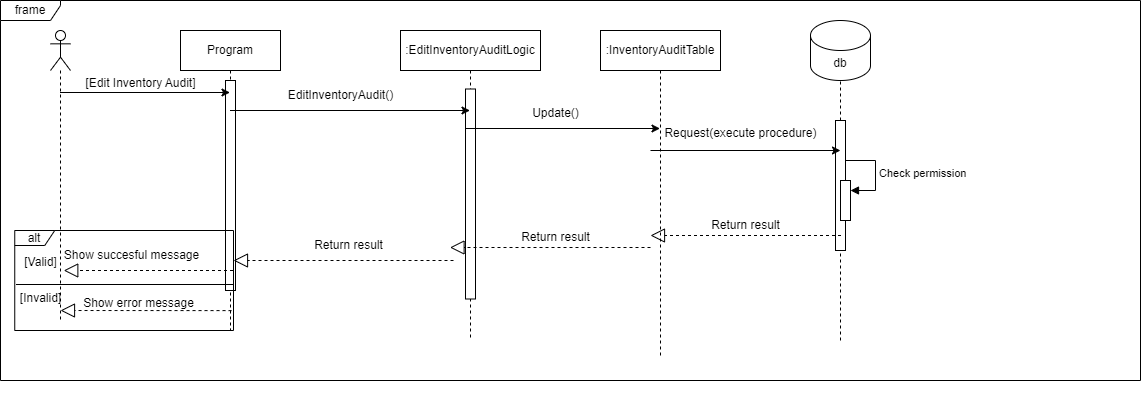 frame
Program
:EditInventoryAuditLogic
:InventoryAuditTable
db
[Edit Inventory Audit]
EditInventoryAudit()
Update()
Request(execute procedure)
Check permission
Return result
Return result
Return result
alt
Show succesful message
[Valid]
[Invalid]
Show error message